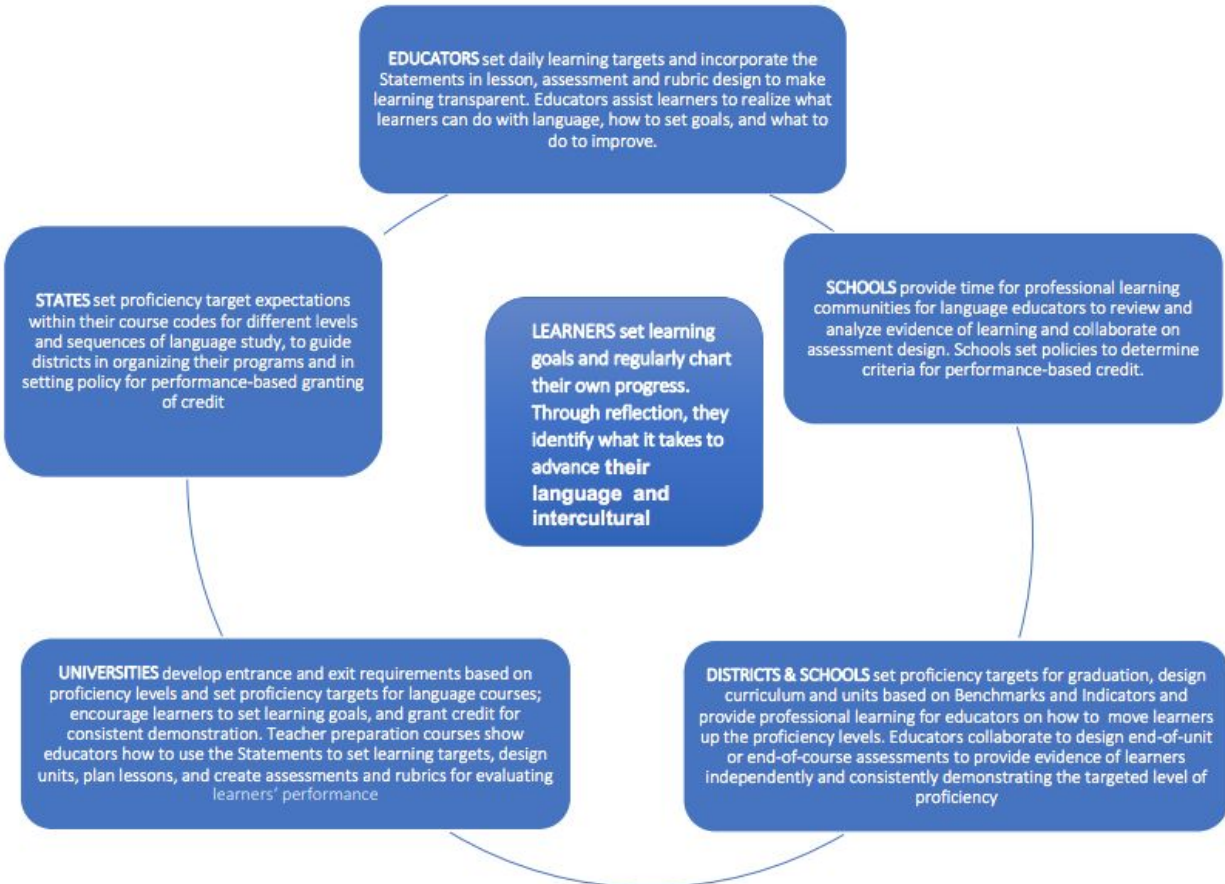 EDUCATORS set daily learning targets and incorporate the
Statements in lesson, assessment and rubric design to make
learning transparent. Educators assist learners to realize what
learners can do with language, how to set goals, and what to
do to improve.
STATES set proficiency target expectations
within their course codes for different levels
and sequences of language study, to guide
districts in organizing their programs and in
setting policy for performance-based granting
of credit
SCHOOLS provide time for professional learning
communities for language educators to review and
analyze evidence of learning and collaborate on
assessment design. Schools set policies to determine
criteria for performance-based credit.
LEARNERS set learning
goals and regularly chart
their own progress.
Through reflection, they
identify what it takes to
advance their
language and
intercultural
UNIVERSITIES develop entrance and exit requirements based on
proficiency levels and set proficiency targets for language courses;
encourage learners to set learning goals, and grant credit for
consistent demonstration. Teacher preparation courses show
educators how to use the Statements to set learning targets, design
units, plan lessons, and create assessments and rubrics for evaluating
learners' performance
DISTRICTS & SCHOOLS set proficiency targets for graduation, design
curriculum and units based on Benchmarks and Indicators and
provide professional learning for educators on how to move learners
up the proficiency levels. Educators collaborate to design end-of-unit
or end-of-course assessments to provide evidence of learners
independently and consistently demonstrating the targeted level of
proficiency